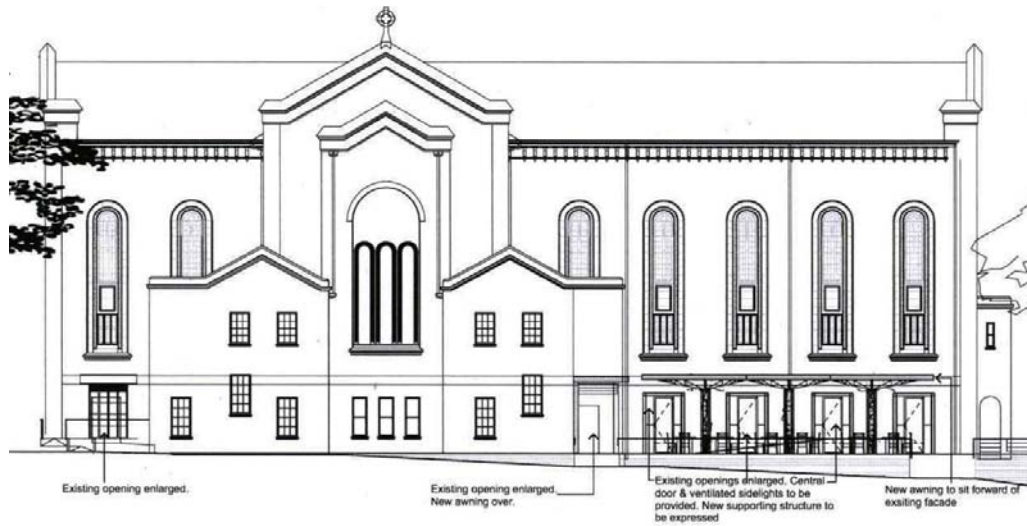 Existing opening enlarged.
Existing opening enlarged.
New awning over.
Existing openings enlarged. Central
door & ventilated sidelights to be
provided. New supporting structure to
be expressed
New awning to sit forward of
exsiting facade